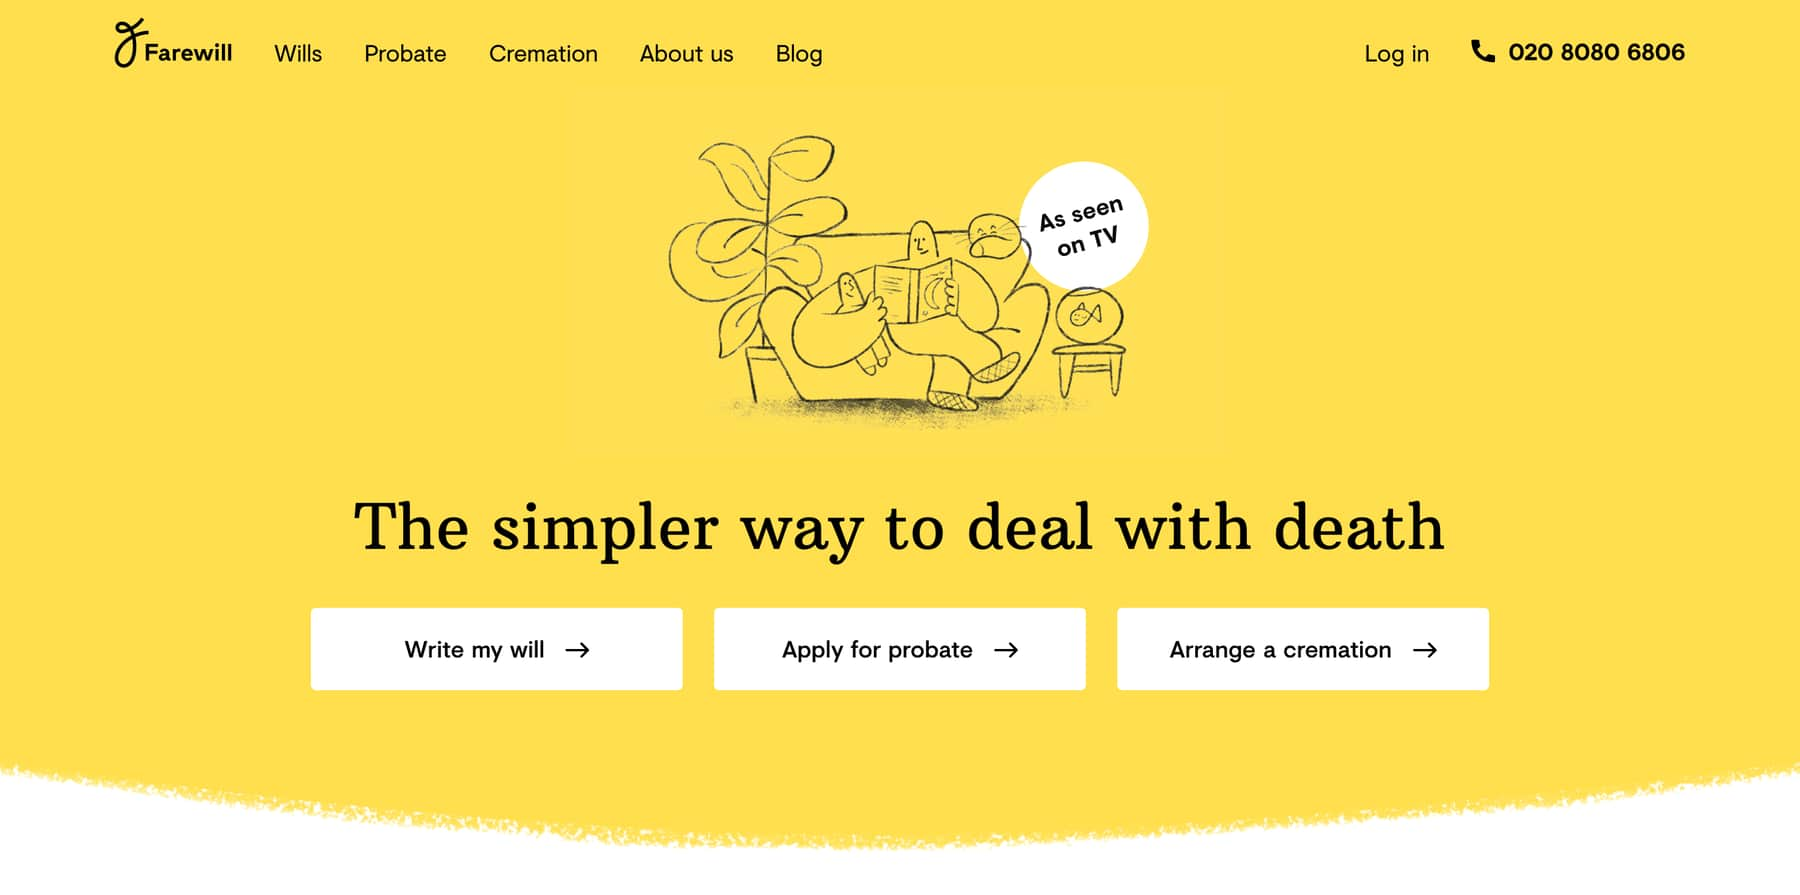 Farewill
Wills
Probate
Cremation
About us
Blog
Log in
020 8080 6806
As seen
on TV
The simpler way to deal with death
Write my will →
Apply for probate →
Arrange a cremation →